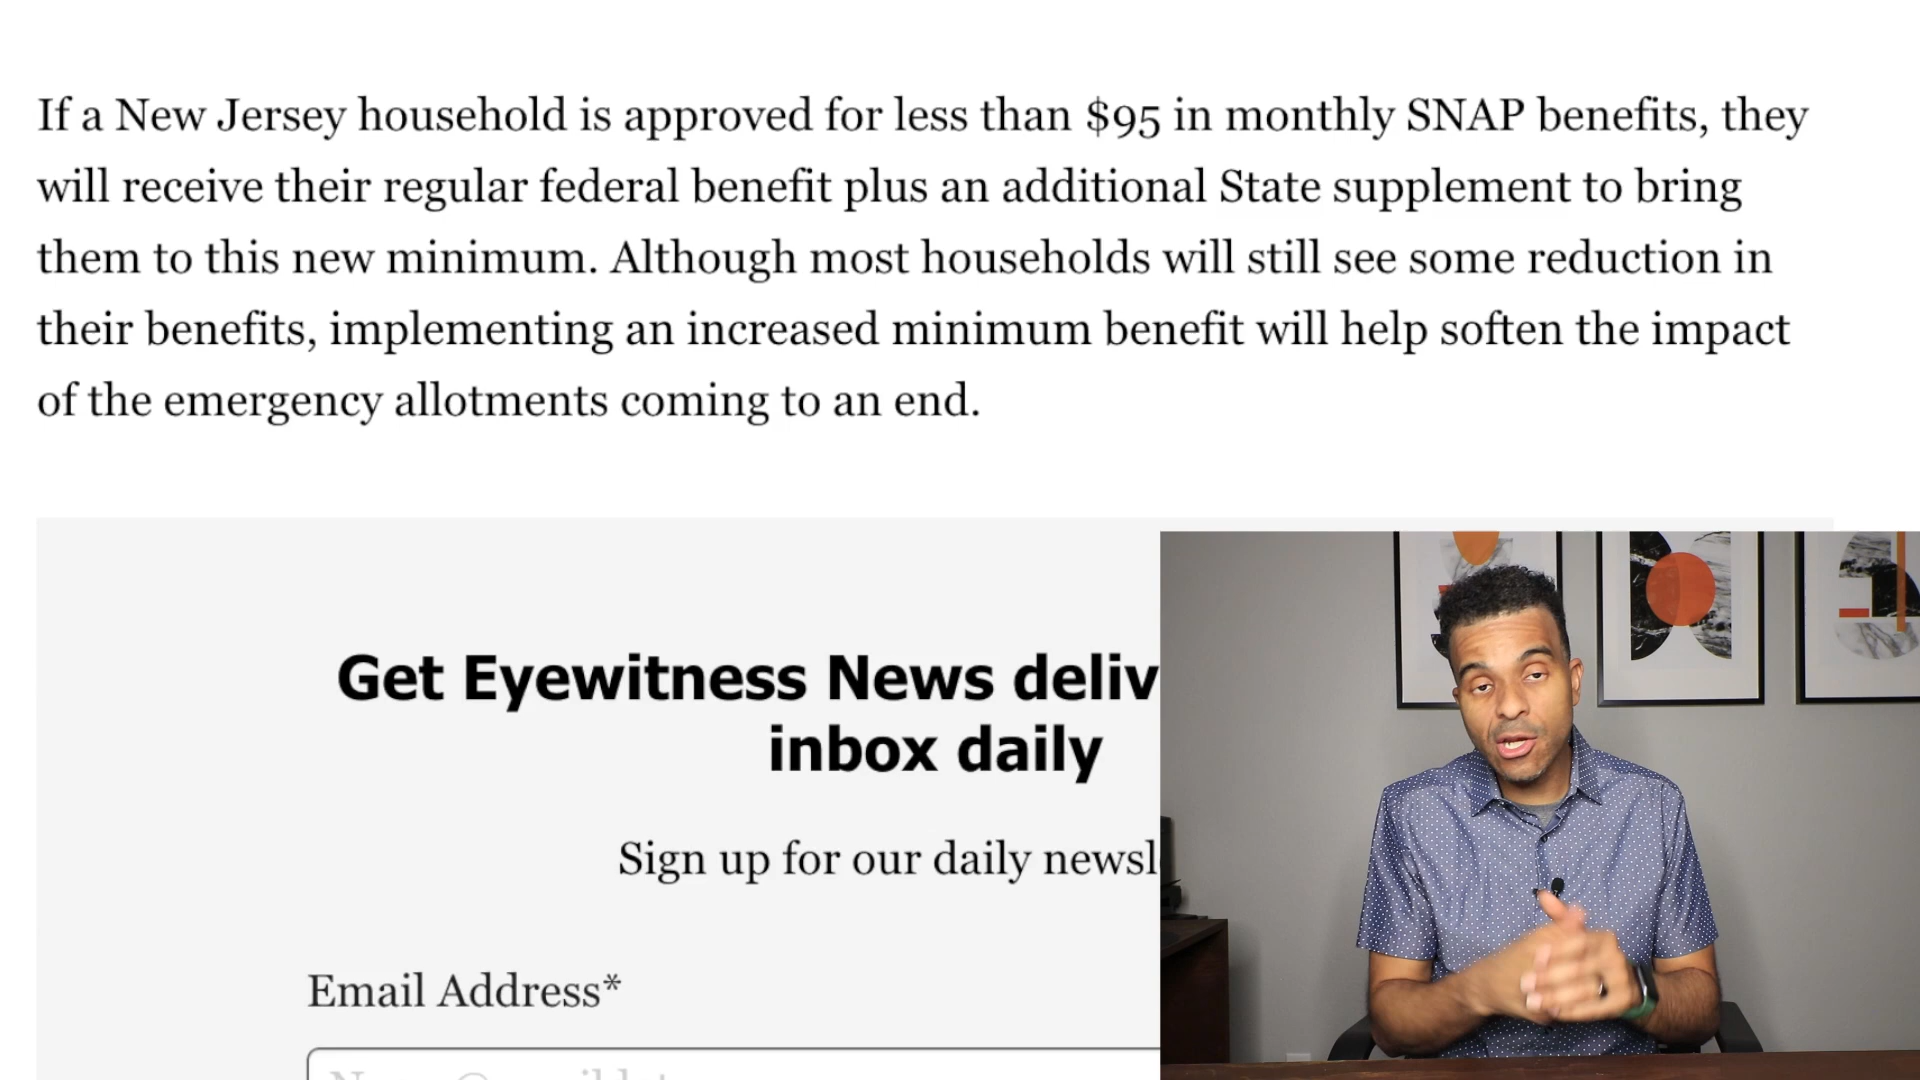 If a New Jersey household is approved for less than $95 in monthly SNAP benefits, they
will receive their regular federal benefit plus an additional State supplement to bring
them to this new minimum. Although most households will still see some reduction in
their benefits, implementing an increased minimum benefit will help soften the impact
of the emergency allotments coming to an end.
Get Eyewitness News deliv
inbox daily
Sign up for our daily newsl
Email Address*